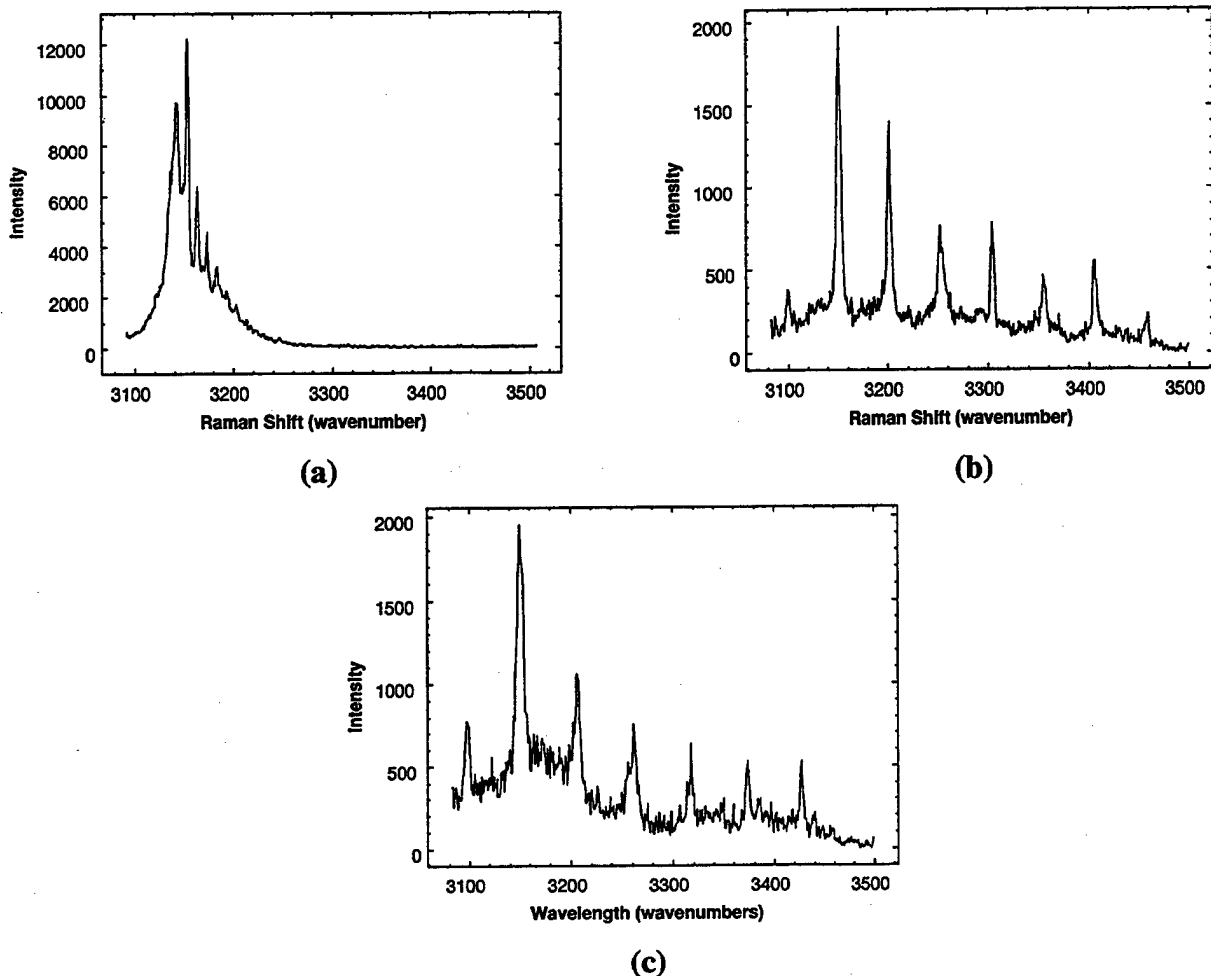 12000
10000
8000
6000
4000
2000
0
Intensity
3100 3200 3300 3400 3500
Raman Shift (wavenumber)
(a)
2000
1500
1000
500
0
Intensity
3100 3200 3300 3400 3500
Raman Shift (wavenumber)
(b)
2000
1500
1000
500
0
Intensity
3100 3200 3300 3400 3500
Wavelength (wavenumbers)
(c)